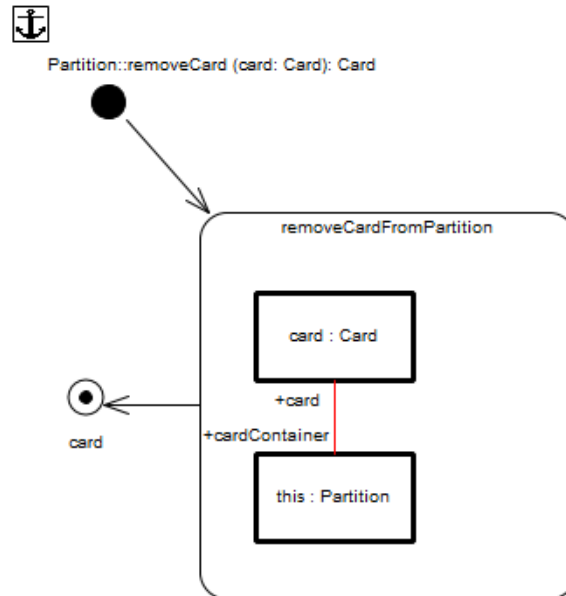 Partition::removeCard (card: Card): Card
removeCardFromPartition
card : Card
+card
+cardContainer
card
this : Partition